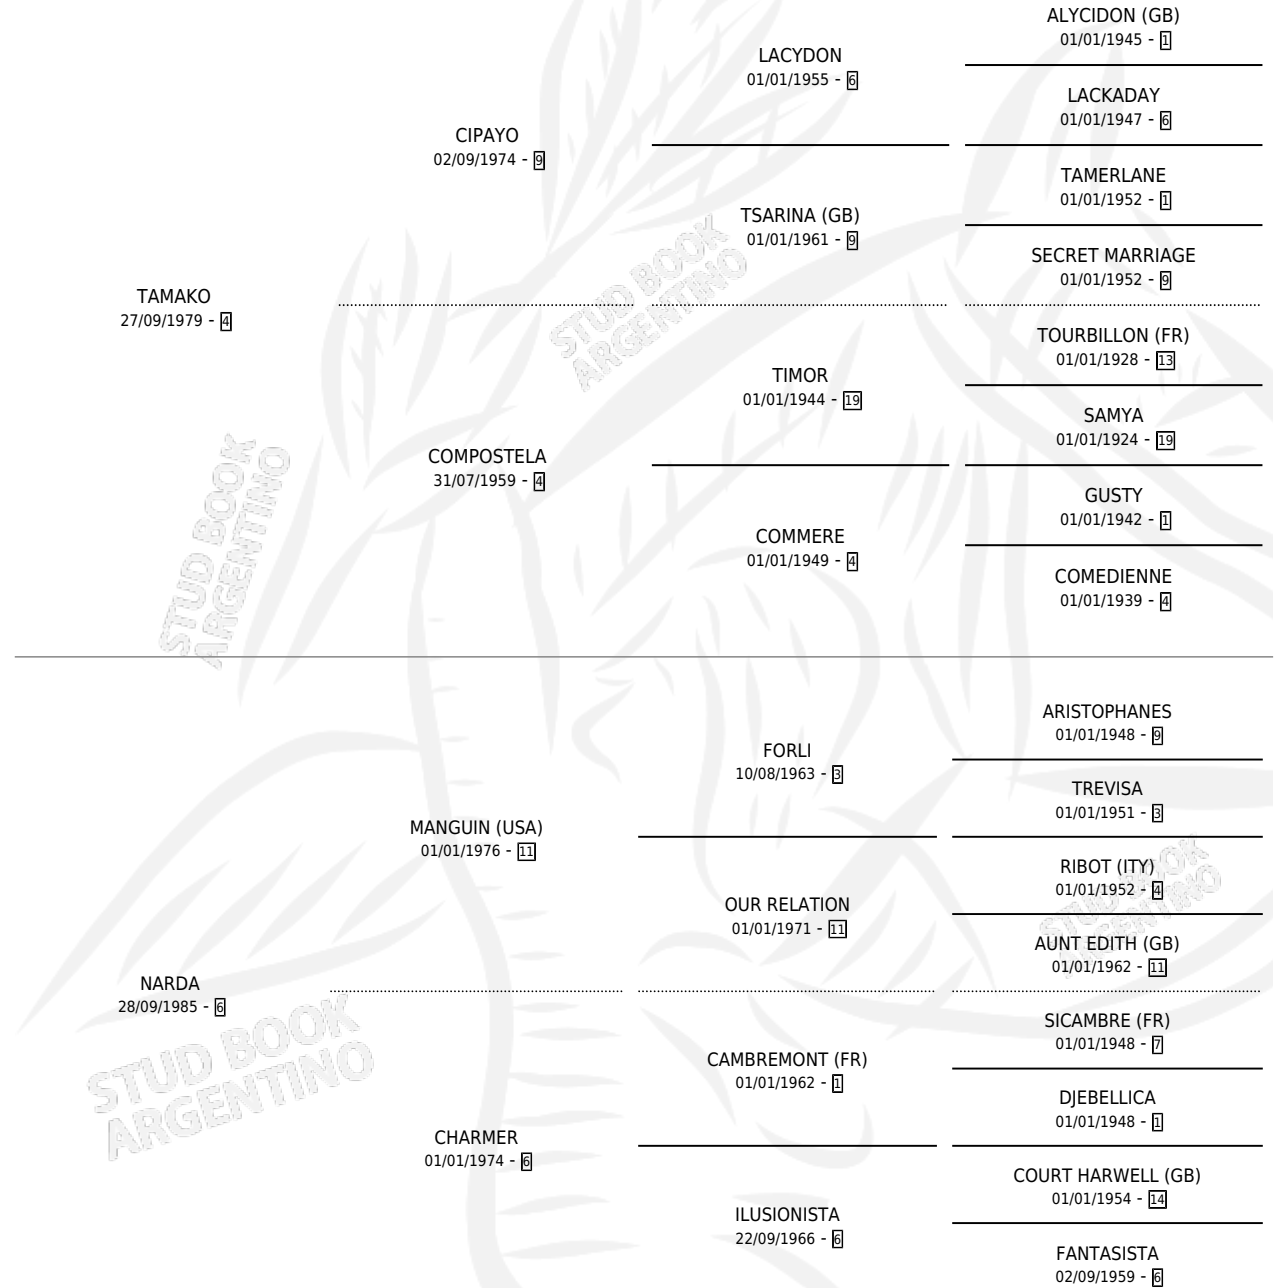 ALYCIDON (GB)
01/01/1945 - 1
LACYDON
01/01/1955 - 6
LACKADAY
01/01/1947 - 6
CIPAYO
02/09/1974 - 9
TAMERLANE
01/01/1952 - 1
TSARINA (GB)
01/01/1961 - 9
SECRET MARRIAGE
01/01/1952 - 9
TAMAKO
27/09/1979 - 4
TOURBILLON (FR)
01/01/1928 - 13
TIMOR
01/01/1944 - 19
SAMYA
01/01/1924 - 19
COMPOSTELA
31/07/1959 - 4
GUSTY
01/01/1942 - 1
COMMERE
01/01/1949 - 4
COMEDIENNE
01/01/1939 - 4
STUD BOOK
ARGENTINO
STUD BOOK
ARGENTINO
ARISTOPHANES
01/01/1948 - 9
FORLI
10/08/1963 - 3
TREVISA
01/01/1951 - 3
MANGUIN (USA)
01/01/1976 - 11
RIBOT (ITY)
01/01/1952 - 4
OUR RELATION
01/01/1971 - 11
AUNT EDITH (GB)
01/01/1962 - 11
NARDA
28/09/1985 - 6
SICAMBRE (FR)
01/01/1948 - 7
CAMBREMONT (FR)
01/01/1962 - 1
DJEBELLICA
01/01/1948 - 1
CHARMER
01/01/1974 - 6
COURT HARWELL (GB)
01/01/1954 - 14
ILUSIONISTA
22/09/1966 - 6
FANTASISTA
02/09/1959 - 6
STUD BOOK
ARGENTINO
STUD BOOK
ARGENTINO